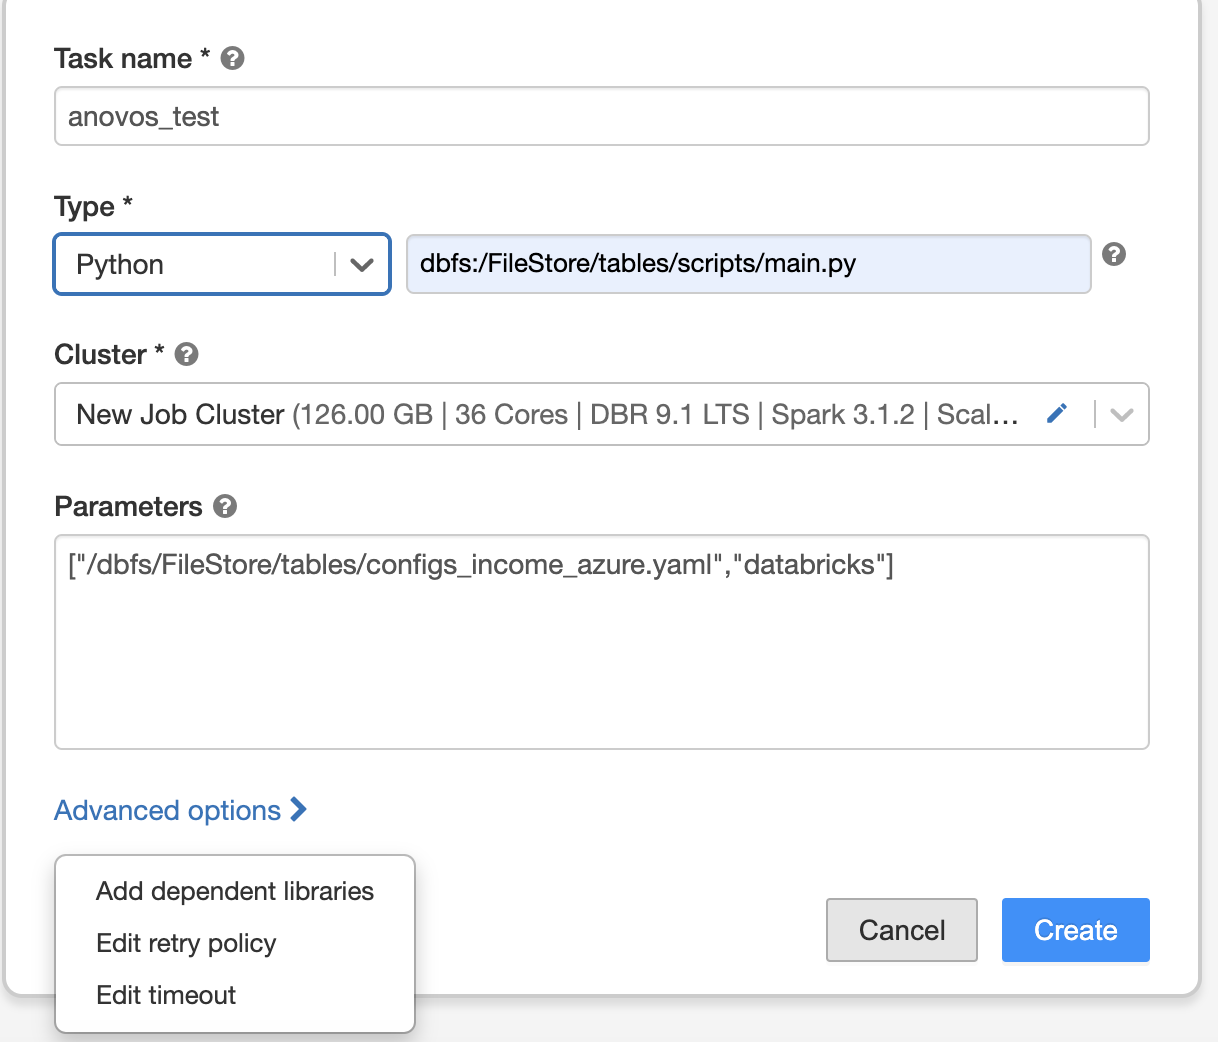 Task name * ?
anovos_test
Type *
Python
dbfs:/FileStore/tables/scripts/main.py ?
Cluster * ?
New Job Cluster (126.00 GB | 36 Cores | DBR 9.1 LTS | Spark 3.1.2 | Scal...
Parameters ?
["/dbfs/FileStore/tables/configs_income_azure.yaml","databricks"]
Advanced options
Add dependent libraries
Edit retry policy
Edit timeout
Cancel
Create